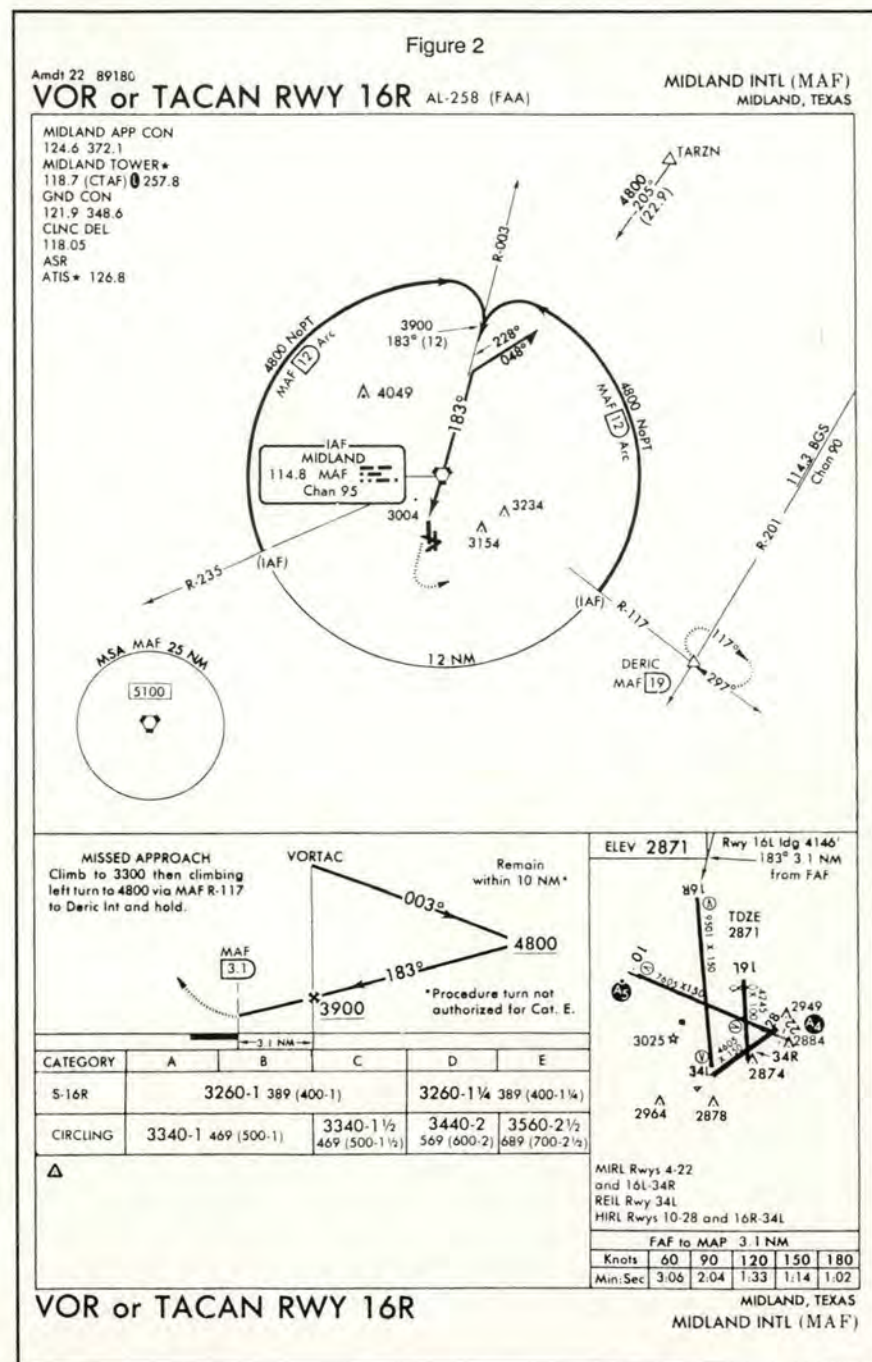 Figure 2
Amdt 22 89180
VOR or TACAN RWY 16R AL-258 (FAA)
MIDLAND INTL (MAF)
MIDLAND, TEXAS
MIDLAND APP CON
124.6 372.1
MIDLAND TOWER★
118.7 (CTAF) L 257.8
GND CON
121.9 348.6
CLNC DEL
118.05
ASR
ATIS★ 126.8
TARZN
4800
205°
(22.9)
R-003
4800 NoPT
MAF 12 Arc
3900
183° (12)
228°
048°
4800 NoPT
MAF 12 Arc
4049
183°
114.3 BGS
Chan 90
IAF
MIDLAND
114.8 MAF
Chan 95
3004
3234
3154
R-201
R-235
(IAF)
(IAF)
R-117
12 NM
DERIC
MAF 19
117°
297°
MSA MAF 25 NM
5100
MISSED APPROACH
Climb to 3300 then climbing
left turn to 4800 via MAF R-117
to Deric Int and hold.
VORTAC
Remain
within 10 NM*
003°
4800
183°
MAF
3.1
3900
*Procedure turn not
authorized for Cat. E.
3.1 NM
CATEGORY A B C D E
S-16R 3260-1 389 (400-1) 3260-1¼ 389 (400-1¼)
CIRCLING 3340-1 469 (500-1) 3340-1½ 469 (500-1½) 3440-2 569 (600-2) 3560-2½ 689 (700-2½)
A
ELEV 2871
Rwy 16L ldg 4146'
183° 3.1 NM
from FAF
16R
TDZE
2871
9501 X 150
10
7605 X 150
16L
4245 X 100
A5
V
28
22
2949
A4
2884
3025
4605 X 150
34L
34R
2874
2964
2878
MIRL Rwys 4-22
and 16L-34R
REIL Rwy 34L
HIRL Rwys 10-28 and 16R-34L
FAF to MAP 3.1 NM
Knots 60 90 120 150 180
Min:Sec 3:06 2:04 1:33 1:14 1:02
VOR or TACAN RWY 16R
MIDLAND, TEXAS
MIDLAND INTL (MAF)